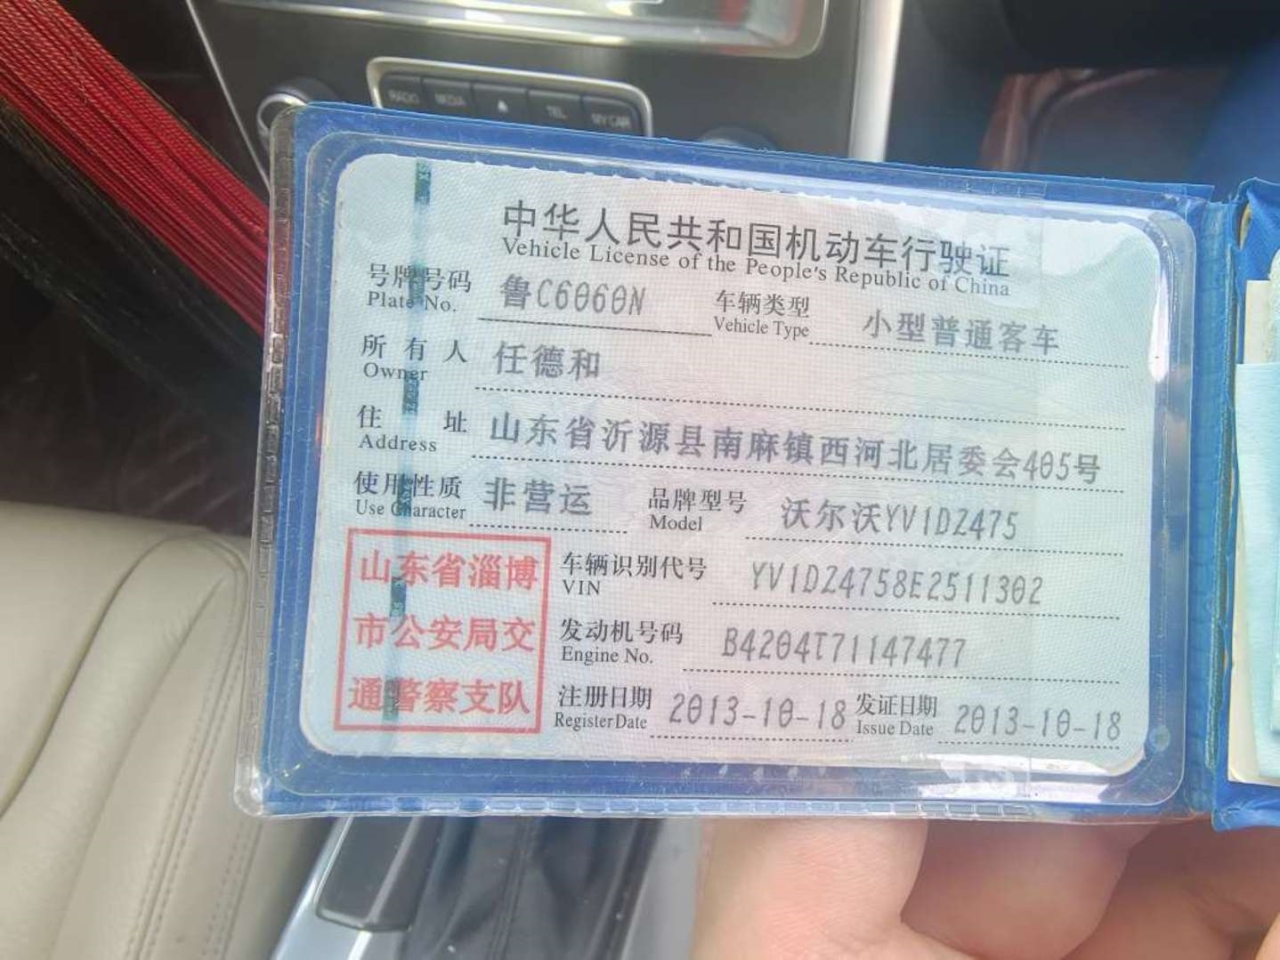 RADIO MEDIA TEL MY CAR
中华人民共和国机动车行驶证
Vehicle License of the People's Republic of China
号牌号码 鲁C6060N 车辆类型 小型普通客车
Plate No. Vehicle Type
所有人 任德和
Owner
住址 山东省沂源县南麻镇西河北居委会405号
Address
使用性质 非营运 品牌型号 沃尔沃YV1DZ475
Use Character Model
山东省淄博
市公安局交
通警察支队
车辆识别代号 YV1DZ4758E2511302
VIN
发动机号码 B4204T71147477
Engine No.
注册日期 2013-10-18 发证日期 2013-10-18
Register Date Issue Date